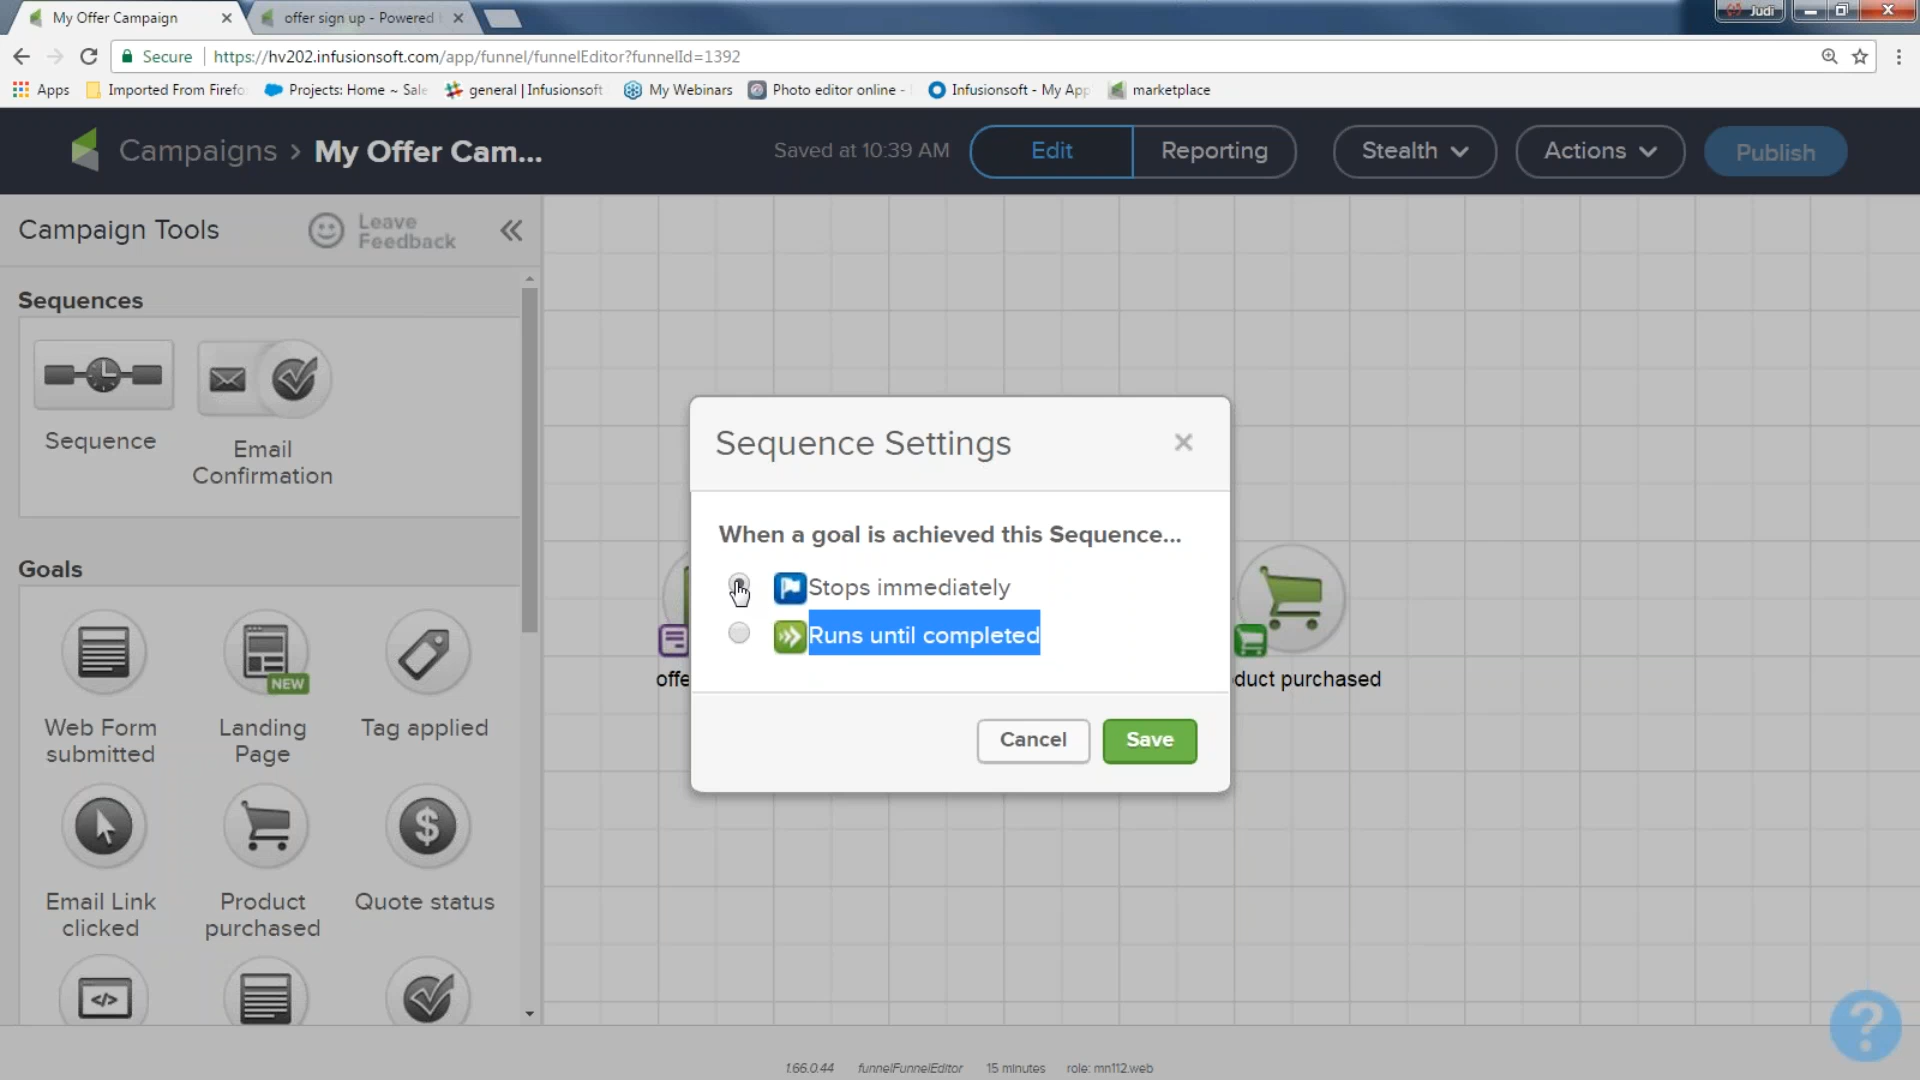 My Offer Campaign
offer sign up - Powered
Judi
Secure
https://hv202.infusionsoft.com/app/funnel/funnelEditor?funnelId=1392
Apps
Imported From Firefo
Projects: Home ~ Sale
general | Infusionsoft
My Webinars
Photo editor online -
Infusionsoft - My App
marketplace
Campaigns > My Offer Cam...
Saved at 10:39 AM
Edit
Reporting
Stealth
Actions
Publish
Campaign Tools
Leave
Feedback
Sequences
Sequence
Email
Confirmation
Goals
NEW
Web Form
submitted
Landing
Page
Tag applied
Email Link
clicked
Product
purchased
Quote status
Sequence Settings
When a goal is achieved this Sequence...
Stops immediately
Runs until completed
Cancel
Save
offe
duct purchased
1.66.0.44
funnelFunnelEditor
15 minutes
role: mn112.web